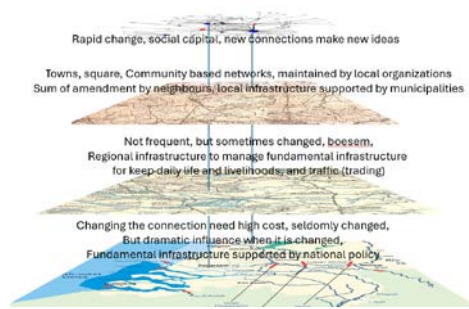 Rapid change, social capital, new connections make new ideas
Towns, square, Community based networks, maintained by local organizations
Sum of amendment by neighbours, local infrastructure supported by municipalities
Not frequent, but sometimes changed, boesem,
Regional infrastructure to manage fundamental infrastructure
for keep-daily life and livelihoods, and traffic (trading)
Changing the connection need high cost, seldomly changed,
But dramatic influence when it is changed,
Fundamental infrastructure supported by national policy